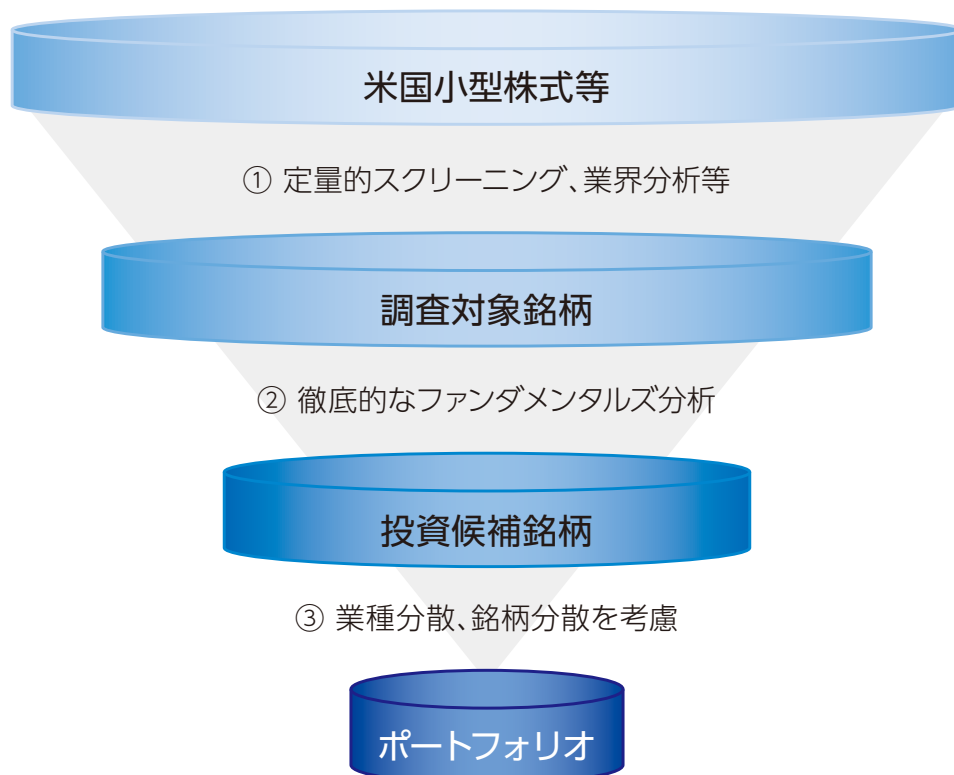 米国小型株式等
① 定量的スクリーニング、業界分析等
調査対象銘柄
② 徹底的なファンダメンタルズ分析
投資候補銘柄
③ 業種分散、銘柄分散を考慮
ポートフォリオ